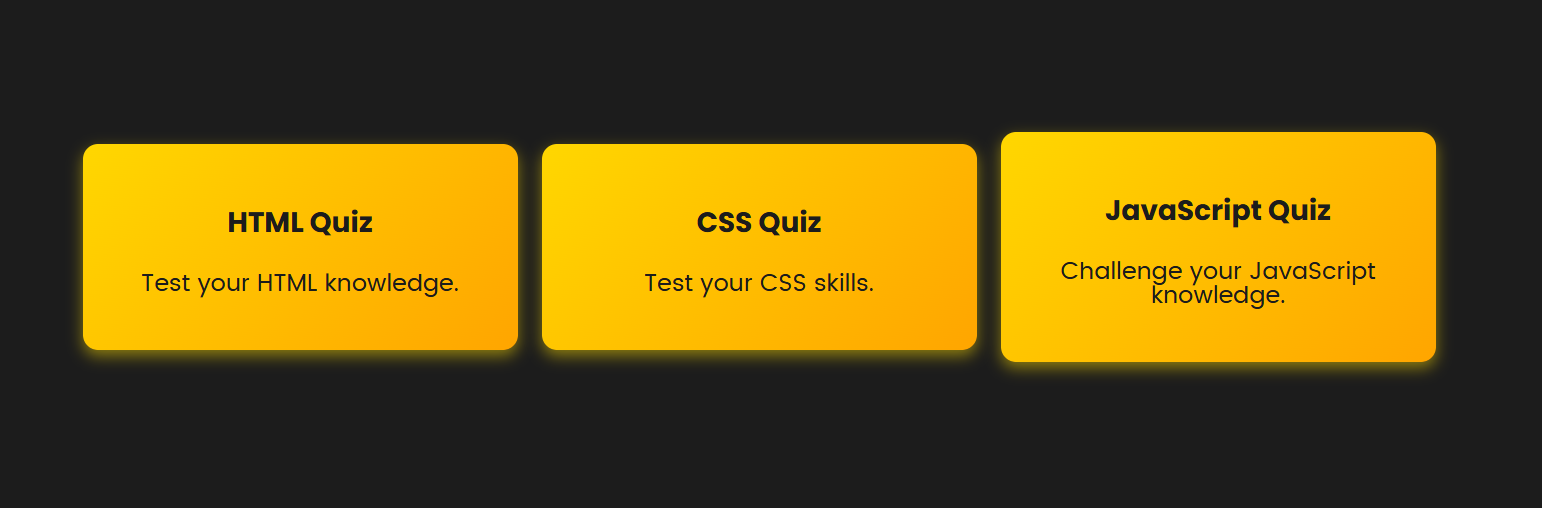 HTML Quiz
Test your HTML knowledge.
CSS Quiz
Test your CSS skills.
JavaScript Quiz
Challenge your JavaScript
knowledge.